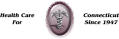 Health Care
For
Connecticut
Since 1947